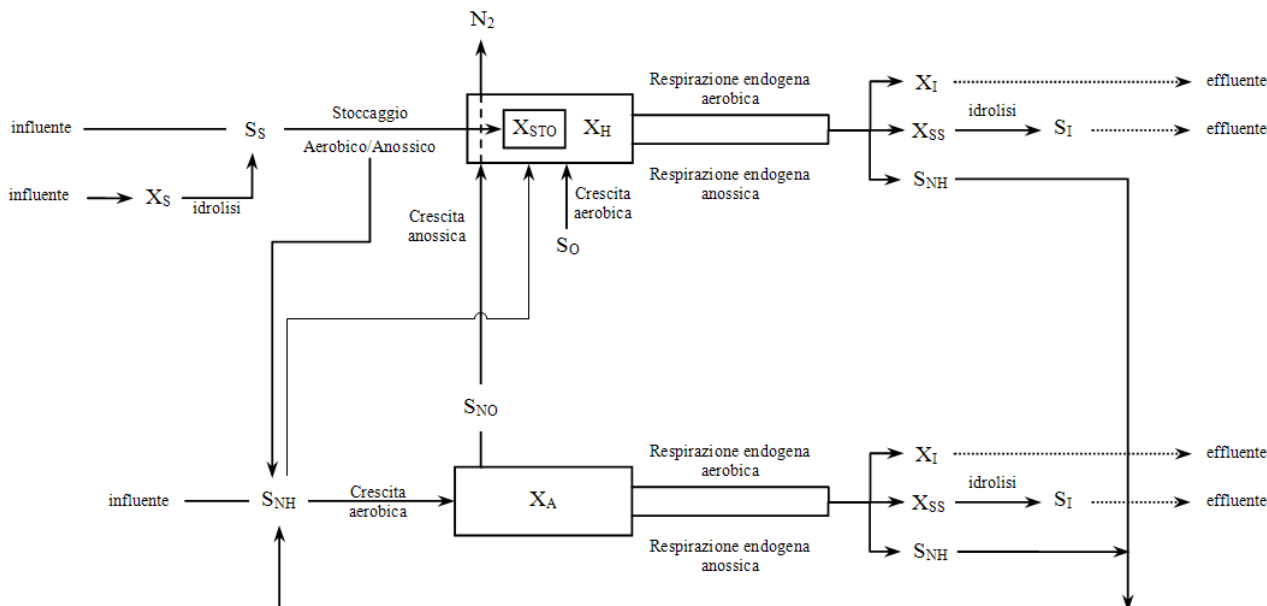 N2
Respirazione endogena
aerobica
XI
effluente
Stoccaggio
idrolisi
influente
SS
XSTO
XH
XSS
SI
effluente
Aerobico/Anossico
Respirazione endogena
anossica
SNH
influente
XS
idrolisi
Crescita
anossica
Crescita
aerobica
SO
SNO
Respirazione endogena
aerobica
XI
effluente
idrolisi
influente
SNH
Crescita
aerobica
XA
XSS
SI
effluente
Respirazione endogena
anossica
SNH